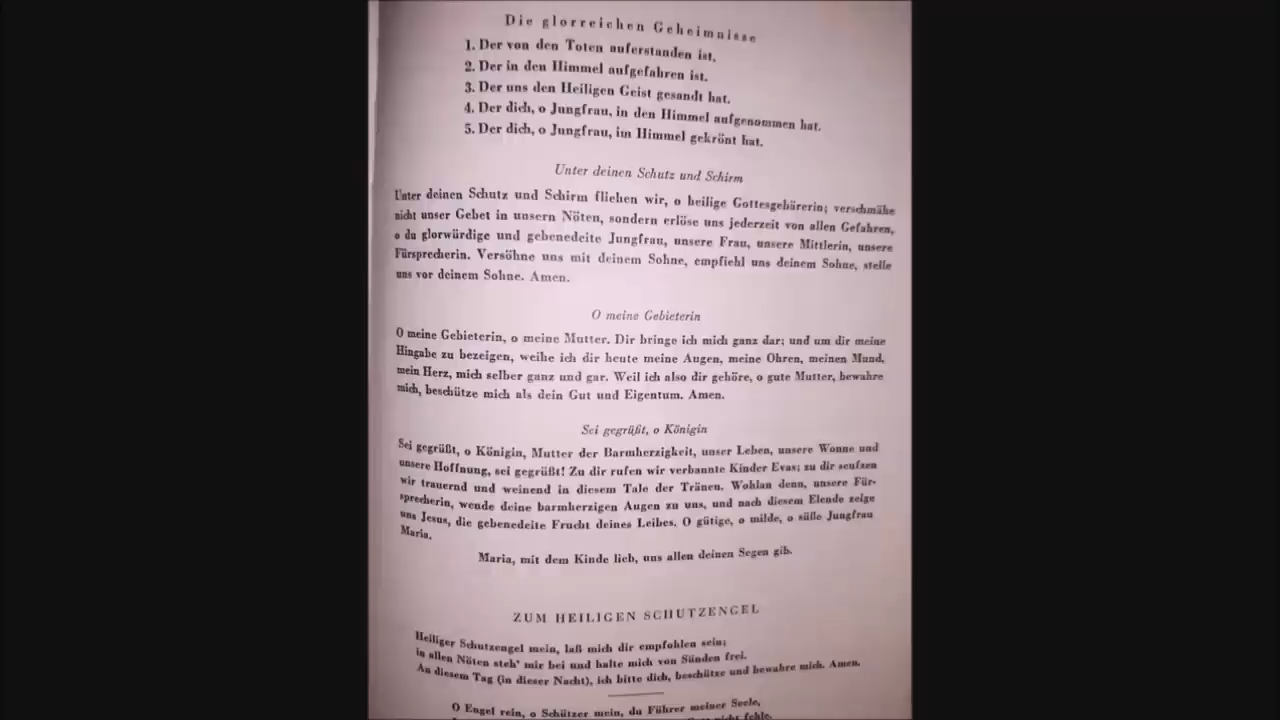 Die glorreichen Geheimnisse
1. Der von den Toten auferstanden ist.
2. Der in den Himmel aufgefahren ist.
3. Der uns den Heiligen Geist gesandt hat.
4. Der dich, o Jungfrau, in den Himmel aufgenommen hat.
5. Der dich, o Jungfrau, im Himmel gekrönt hat.
Unter deinen Schutz und Schirm
Unter deinen Schutz und Schirm fliehen wir, o heilige Gottesgebärerin; verschmähe
nicht unser Gebet in unsern Nöten, sondern erlöse uns jederzeit von allen Gefahren,
o du glorwürdige und gebenedeite Jungfrau, unsere Frau, unsere Mittlerin, unsere
Fürsprecherin. Versöhne uns mit deinem Sohne, empfiehl uns deinem Sohne, stelle
uns vor deinem Sohne. Amen.
O meine Gebieterin
O meine Gebieterin, o meine Mutter. Dir bringe ich mich ganz dar; und um dir meine
Hingabe zu bezeigen, weihe ich dir heute meine Augen, meine Ohren, meinen Mund,
mein Herz, mich selber ganz und gar. Weil ich also dir gehöre, o gute Mutter, bewahre
mich, beschütze mich als dein Gut und Eigentum. Amen.
Sei gegrüßt, o Königin
Sei gegrüßt, o Königin, Mutter der Barmherzigkeit, unser Leben, unsere Wonne und
unsere Hoffnung, sei gegrüßt! Zu dir rufen wir verbannte Kinder Evas; zu dir seufzen
wir trauernd und weinend in diesem Tale der Tränen. Wohlan denn, unsere Für-
sprecherin, wende deine barmherzigen Augen zu uns, und nach diesem Elende zeige
uns Jesus, die gebenedeite Frucht deines Leibes. O gütige, o milde, o süße Jungfrau
Maria.
Maria, mit dem Kinde lieb, uns allen deinen Segen gib.
ZUM HEILIGEN SCHUTZENGEL
Heiliger Schutzengel mein, laß mich dir empfohlen sein;
in allen Nöten steh' mir bei und halte mich von Sünden frei.
An diesem Tag (in dieser Nacht), ich bitte dich, beschütze und bewahre mich. Amen.
O Engel rein, o Schützer mein, du Führer meiner Seele,
nicht fehle.